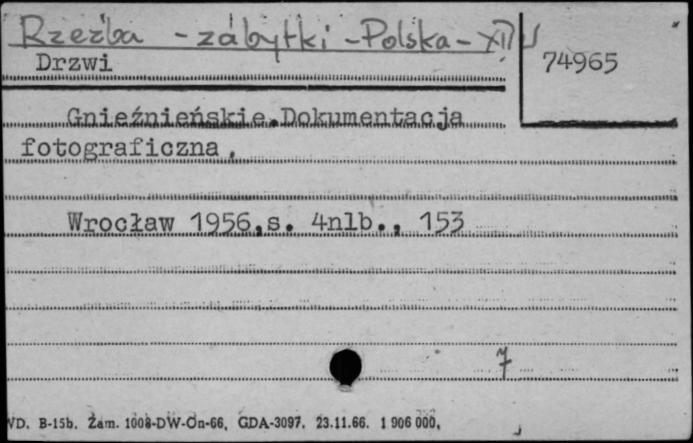 Rzeźba - zabytki - Polska - XII w
Drzwi
74965
Gnieźnieńskie. Dokumentacja
fotograficzna.
Wrocław 1956, s. 4nlb., 153
7
WD. B-15b. Zam. 1008-DW-On-66, GDA-3097. 23.11.66. 1 906 000,